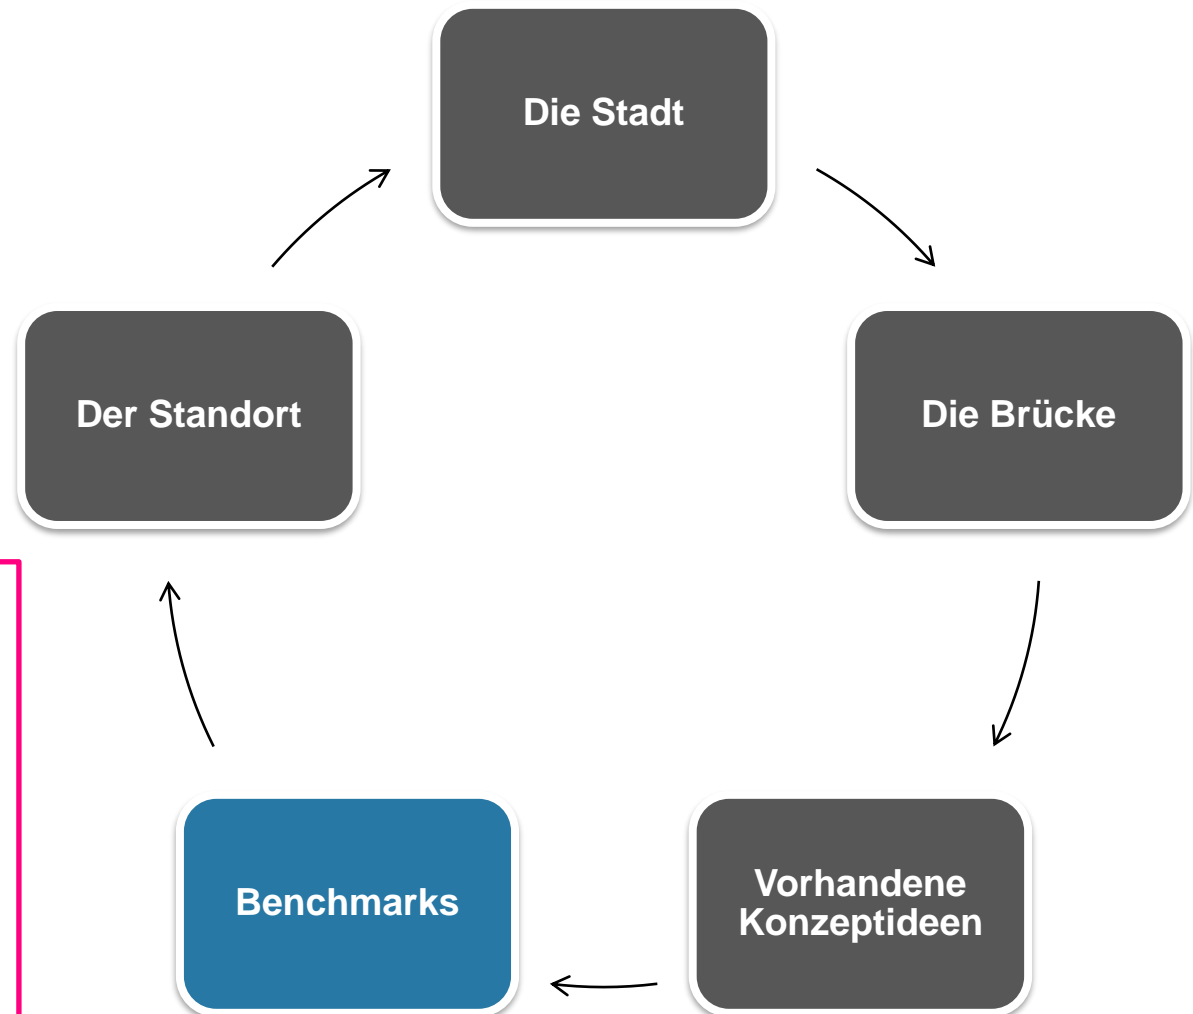 Die Stadt
Der Standort
Die Brücke
Benchmarks
Vorhandene
Konzeptideen